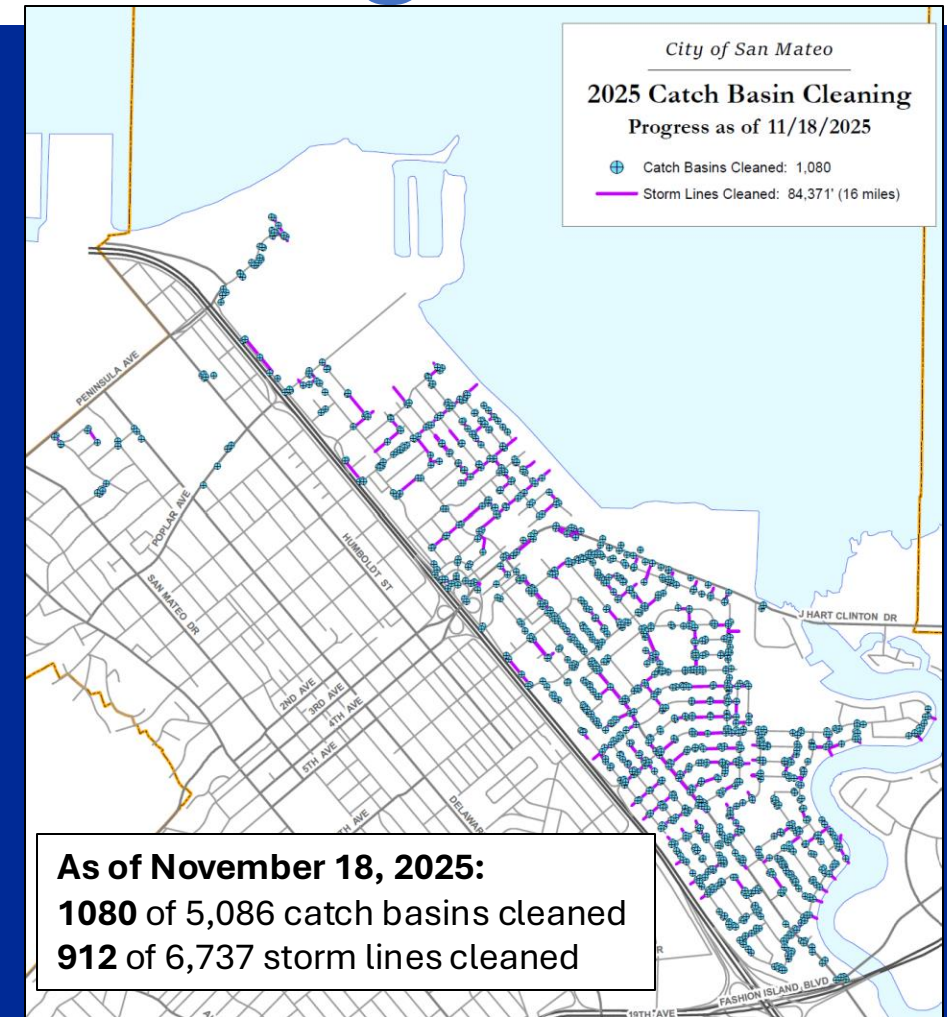 City of San Mateo
2025 Catch Basin Cleaning
Progress as of 11/18/2025
Catch Basins Cleaned: 1,080
Storm Lines Cleaned: 84,371' (16 miles)
PENINSULA AVE
POPLAR AVE
HUMBOLDT ST
SAN MATEO DR
J HART CLINTON DR
2ND AVE
3RD AVE
4TH AVE
5TH AVE
TH AVE
DELAWAR
As of November 18, 2025:
1080 of 5,086 catch basins cleaned
912 of 6,737 storm lines cleaned
R
FASHION ISLAND BLVD
19TH AVE